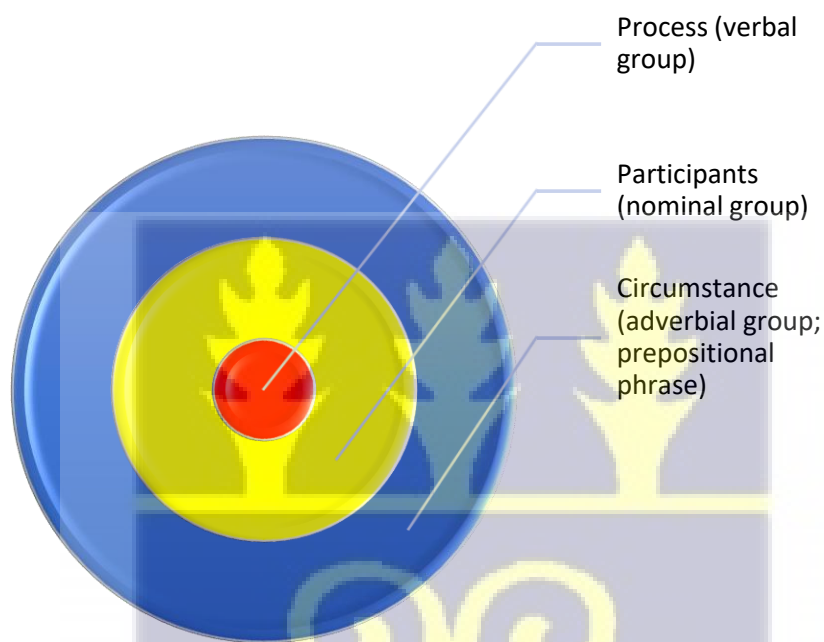 Process (verbal
group)
Participants
(nominal group)
Circumstance
(adverbial group;
prepositional
phrase)